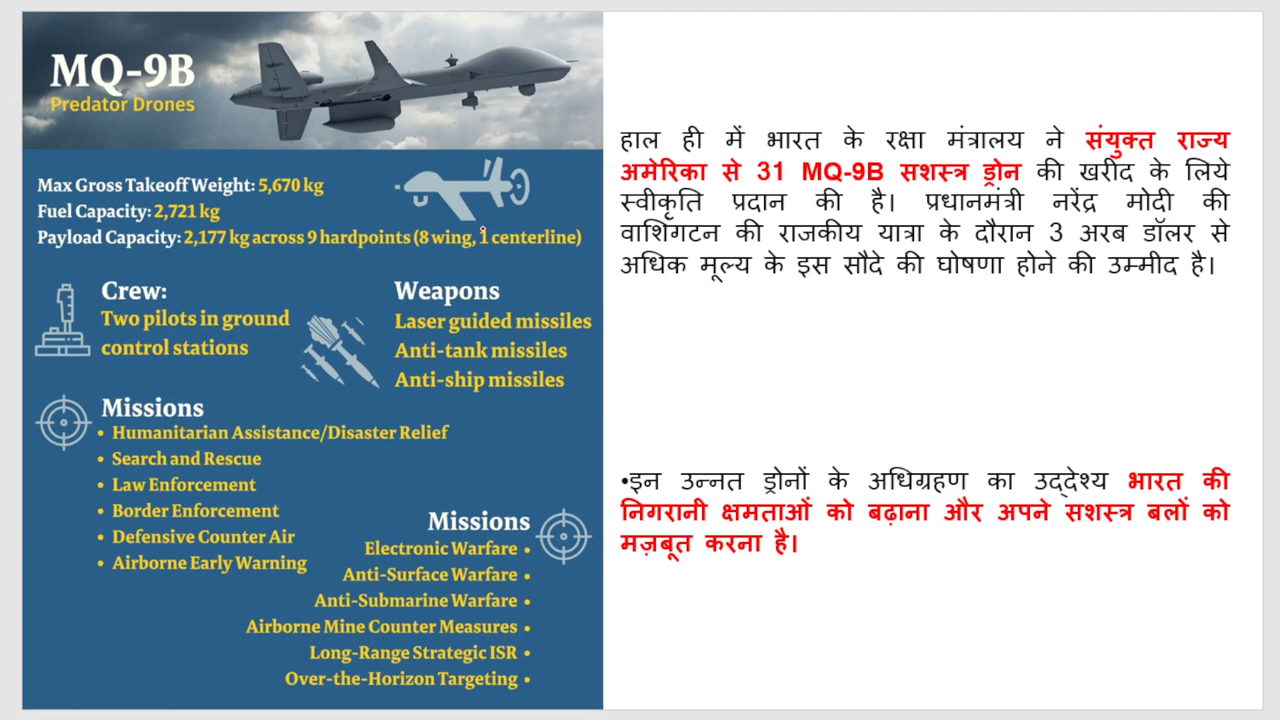 MQ-9B
Predator Drones
Max Gross Takeoff Weight: 5,670 kg
Fuel Capacity: 2,721 kg
Payload Capacity: 2,177 kg across 9 hardpoints (8 wing, 1 centerline)
Crew:
Two pilots in ground
control stations
Weapons
Laser guided missiles
Anti-tank missiles
Anti-ship missiles
Missions
• Humanitarian Assistance/Disaster Relief
• Search and Rescue
• Law Enforcement
• Border Enforcement
• Defensive Counter Air
• Airborne Early Warning
Missions
Electronic Warfare •
Anti-Surface Warfare •
Anti-Submarine Warfare •
Airborne Mine Counter Measures •
Long-Range Strategic ISR •
Over-the-Horizon Targeting •
हाल ही में भारत के रक्षा मंत्रालय ने संयुक्त राज्य
अमेरिका से 31 MQ-9B सशस्त्र ड्रोन की खरीद के लिये
स्वीकृति प्रदान की है। प्रधानमंत्री नरेंद्र मोदी की
वाशिंगटन की राजकीय यात्रा के दौरान 3 अरब डॉलर से
अधिक मूल्य के इस सौदे की घोषणा होने की उम्मीद है।
•इन उन्नत ड्रोनों के अधिग्रहण का उद्देश्य भारत की
निगरानी क्षमताओं को बढ़ाना और अपने सशस्त्र बलों को
मज़बूत करना है।